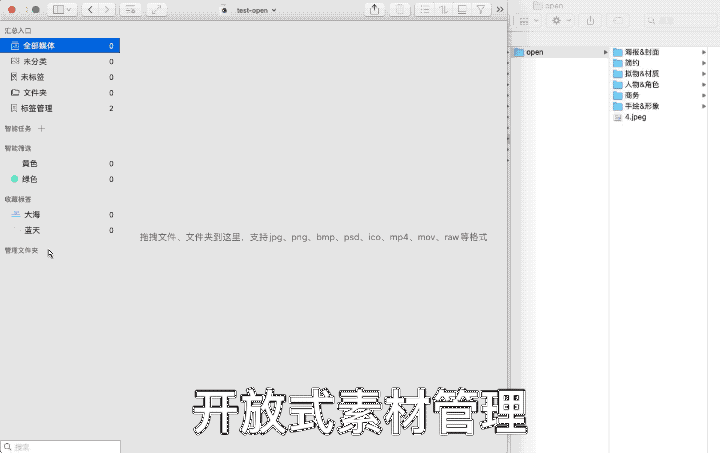 test-open
open
汇总入口
全部媒体 0
未分类 0
未标签 0
文件夹 0
标签管理 2
智能任务
智能筛选
黄色 0
绿色 0
收藏标签
大海 0
蓝天 0
管理文件夹
搜索
拖拽文件、文件夹到这里，支持jpg、png、bmp、psd、ico、mp4、mov、raw等格式
open
海报&封面
简约
拟物&材质
人物&角色
商务
手绘&形象
4.jpeg
开放式素材管理